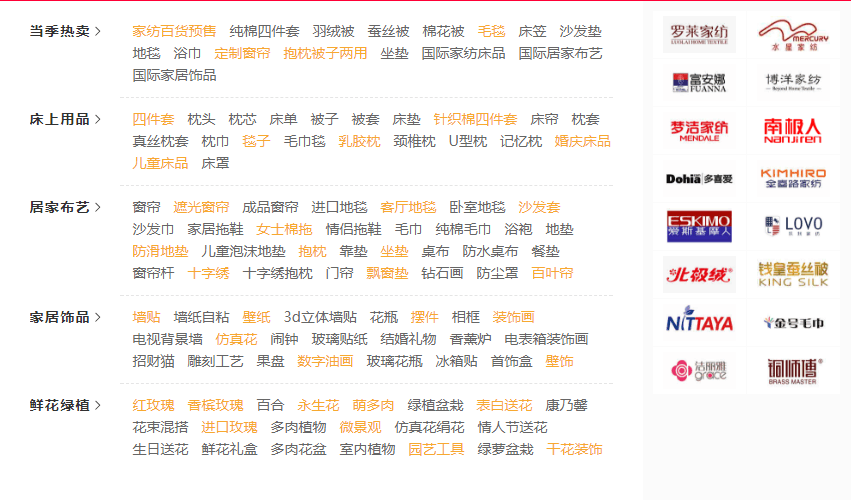 当季热卖 >
家纺百货预售 纯棉四件套 羽绒被 蚕丝被 棉花被 毛毯 床笠 沙发垫
地毯 浴巾 定制窗帘 抱枕被子两用 坐垫 国际家纺床品 国际居家布艺
国际家居饰品
床上用品 >
四件套 枕头 枕芯 床单 被子 被套 床垫 针织棉四件套 床帘 枕套
真丝枕套 枕巾 毯子 毛巾毯 乳胶枕 颈椎枕 U型枕 记忆枕 婚庆床品
儿童床品 床罩
居家布艺 >
窗帘 遮光窗帘 成品窗帘 进口地毯 客厅地毯 卧室地毯 沙发套
沙发巾 家居拖鞋 女士棉拖 情侣拖鞋 毛巾 纯棉毛巾 浴袍 地垫
防滑地垫 儿童泡沫地垫 抱枕 靠垫 坐垫 桌布 防水桌布 餐垫
窗帘杆 十字绣 十字绣抱枕 门帘 飘窗垫 钻石画 防尘罩 百叶帘
家居饰品 >
墙贴 墙纸自粘 壁纸 3d立体墙贴 花瓶 摆件 相框 装饰画
电视背景墙 仿真花 闹钟 玻璃贴纸 结婚礼物 香薰炉 电表箱装饰画
招财猫 雕刻工艺 果盘 数字油画 玻璃花瓶 冰箱贴 首饰盒 壁饰
鲜花绿植 >
红玫瑰 香槟玫瑰 百合 永生花 萌多肉 绿植盆栽 表白送花 康乃馨
花束混搭 进口玫瑰 多肉植物 微景观 仿真花绢花 情人节送花
生日送花 鲜花礼盒 多肉花盆 室内植物 园艺工具 绿萝盆栽 干花装饰
罗莱家纺
LUOLAI HOME TEXTILE
MERCURY
水星家纺
富安娜
FUANNA
博洋家纺
Beyond Home Textile
梦洁家纺
MENDALE
南极人
Nanjiren
Dohia 多喜爱
KIMHIRO
金喜路家纺
ESKIMO
爱斯基摩人
LOVO
北极绒
钱皇蚕丝被
KING SILK
NITTAYA
金号毛巾
洁丽雅
grace
铜师傅
BRASS MASTER